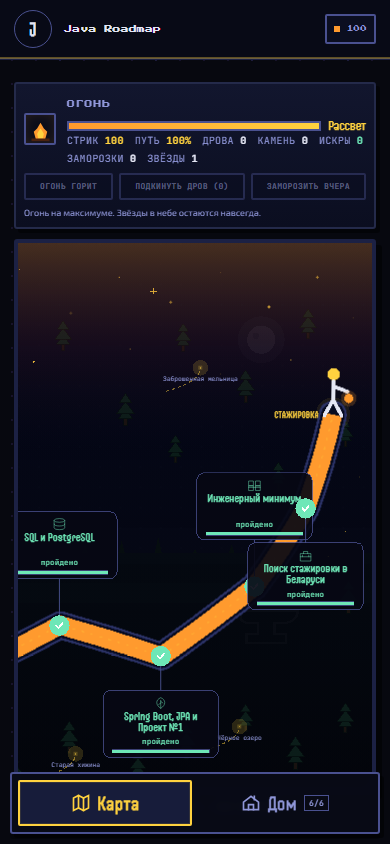 J
Java Roadmap
100
ОГОНЬ
Рассвет
СТРИК 100 ПУТЬ 100% ДРОВА 0 КАМЕНЬ 0 ИСКРЫ 0
ЗАМОРОЗКИ 0 ЗВЁЗДЫ 1
ОГОНЬ ГОРИТ
ПОДКИНУТЬ ДРОВ (0)
ЗАМОРОЗИТЬ ВЧЕРА
Огонь на максимуме. Звёзды в небе остаются навсегда.
Заброшенная мельница
СТАЖИРОВКА
Инженерный минимум
пройдено
SQL и PostgreSQL
пройдено
Поиск стажировки в
Беларуси
пройдено
Spring Boot, JPA и
Проект №1
пройдено
озеро
Старая хижина
Карта
Дом 6/6